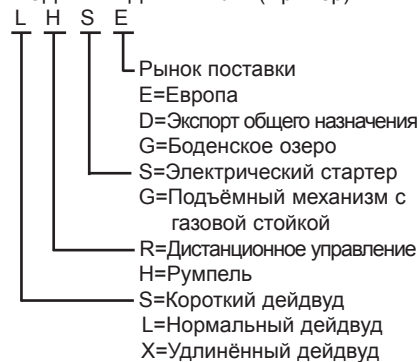 L H S E
Рынок поставки
E=Европа
D=Экспорт общего назначения
G=Боденское озеро
S=Электрический стартер
G=Подъёмный механизм с
газовой стойкой
R=Дистанционное управление
H=Румпель
S=Короткий дейдвуд
L=Нормальный дейдвуд
X=Удлинённый дейдвуд